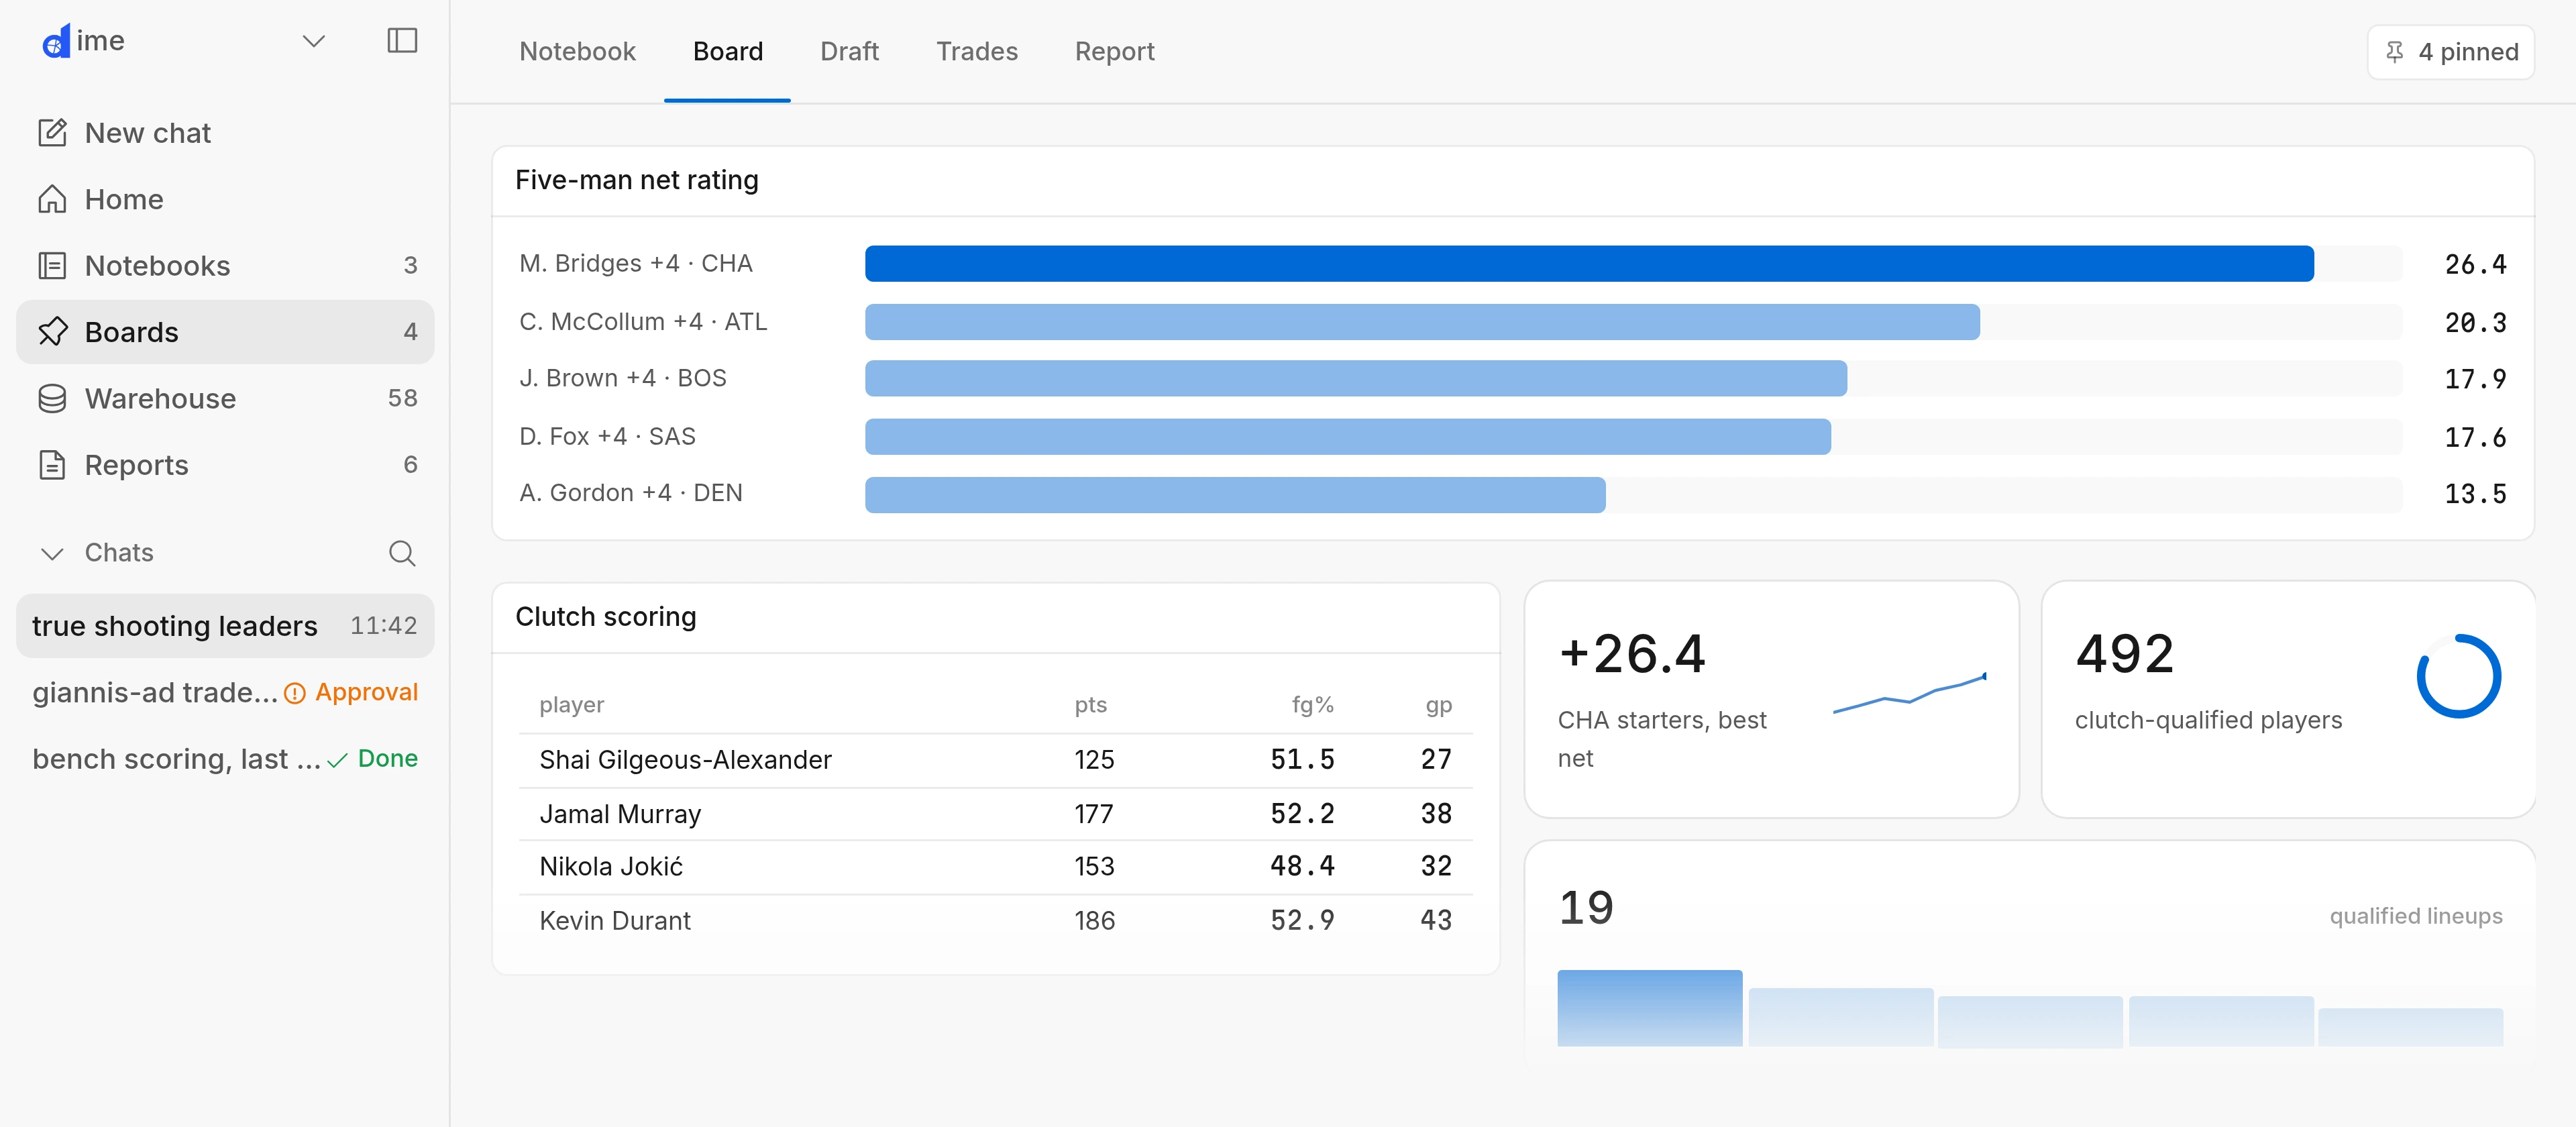 dime
New chat
Home
Notebooks 3
Boards 4
Warehouse 58
Reports 6
Chats
true shooting leaders 11:42
giannis-ad trade... Approval
bench scoring, last ... Done
Notebook Board Draft Trades Report
4 pinned
Five-man net rating
M. Bridges +4 · CHA 26.4
C. McCollum +4 · ATL 20.3
J. Brown +4 · BOS 17.9
D. Fox +4 · SAS 17.6
A. Gordon +4 · DEN 13.5
Clutch scoring
player pts fg% gp
Shai Gilgeous-Alexander 125 51.5 27
Jamal Murray 177 52.2 38
Nikola Jokić 153 48.4 32
Kevin Durant 186 52.9 43
+26.4
CHA starters, best
net
492
clutch-qualified players
19
qualified lineups